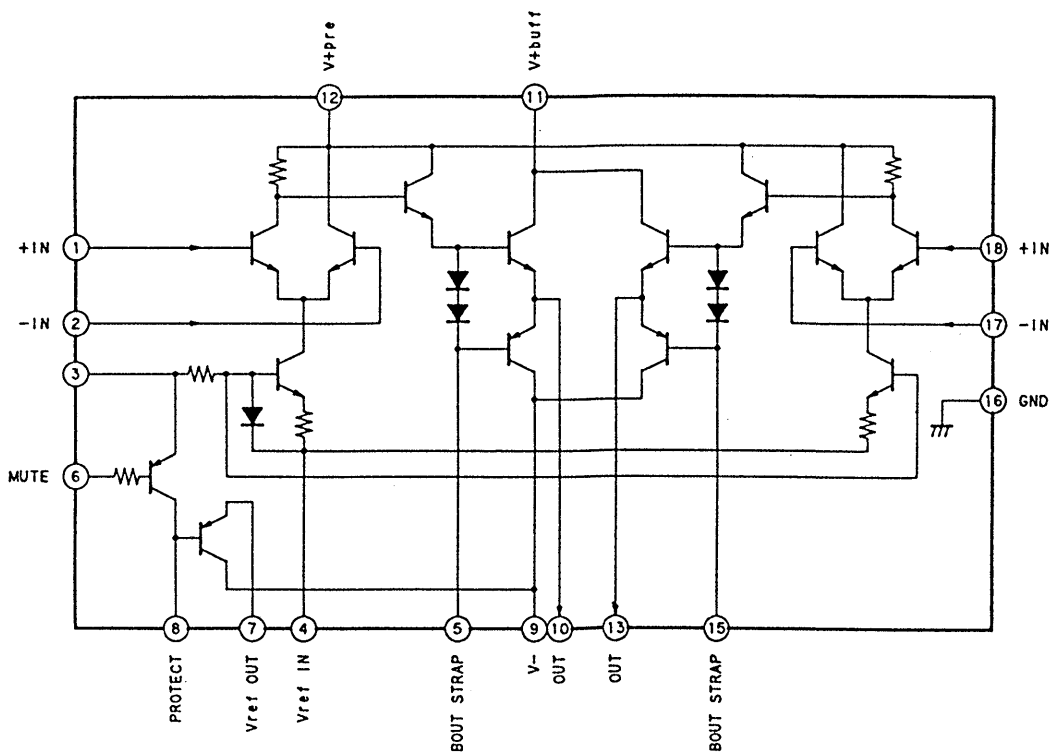 V+pre
V+buff
12
11
+IN
1
18
+IN
-IN
2
17
-IN
3
16
GND
MUTE
6
8
7
4
5
9
10
13
15
PROTECT
Vref OUT
Vref IN
BOUT STRAP
V-
OUT
OUT
BOUT STRAP